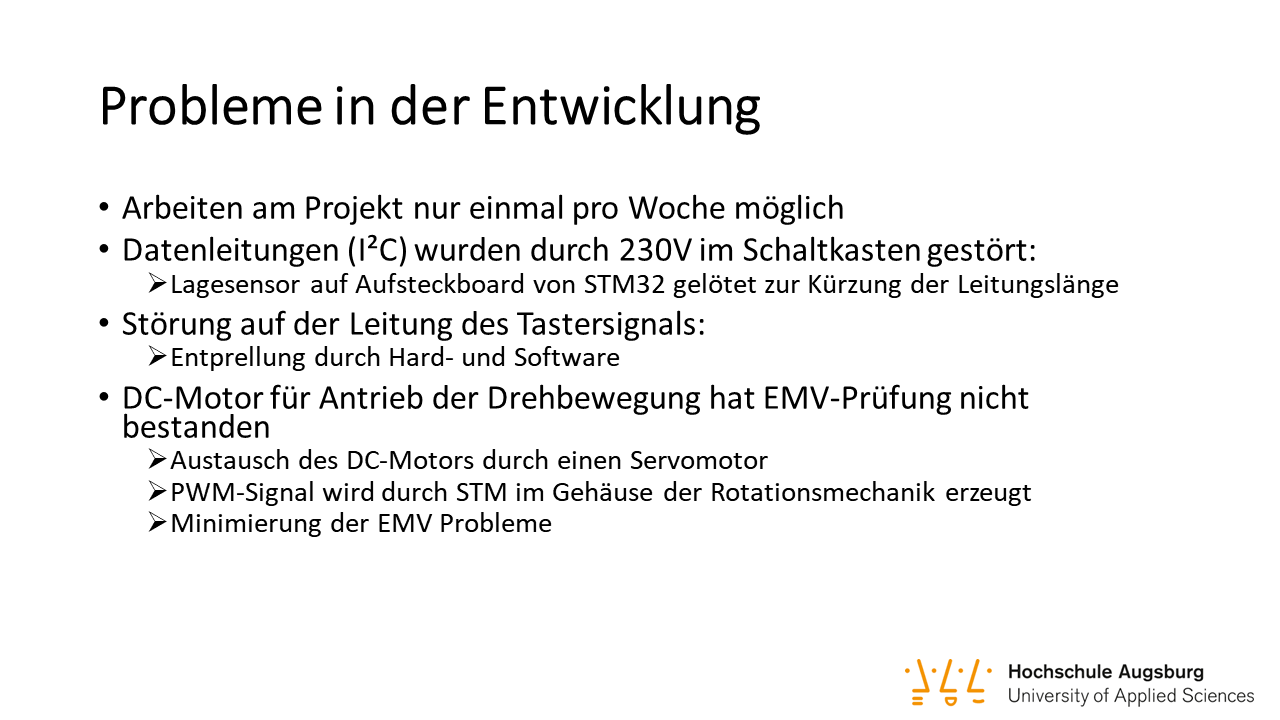 Probleme in der Entwicklung
• Arbeiten am Projekt nur einmal pro Woche möglich
• Datenleitungen (I²C) wurden durch 230V im Schaltkasten gestört:
➢ Lagesensor auf Aufsteckboard von STM32 gelötet zur Kürzung der Leitungslänge
• Störung auf der Leitung des Tastersignals:
➢ Entprellung durch Hard- und Software
• DC-Motor für Antrieb der Drehbewegung hat EMV-Prüfung nicht
bestanden
➢ Austausch des DC-Motors durch einen Servomotor
➢ PWM-Signal wird durch STM im Gehäuse der Rotationsmechanik erzeugt
➢ Minimierung der EMV Probleme
Hochschule Augsburg
University of Applied Sciences